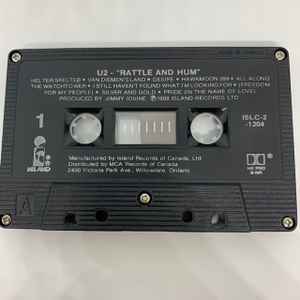 U2 - "RATTLE AND HUM"
HELTER SKELTER • VAN DIEMEN'S LAND • DESIRE • HAWKMOON 269 • ALL ALONG
THE WATCHTOWER • I STILL HAVEN'T FOUND WHAT I'M LOOKING FOR • (FREEDOM
FOR MY PEOPLE) • SILVER AND GOLD • PRIDE (IN THE NAME OF LOVE)
PRODUCED BY JIMMY IOVINE ℗ 1988 ISLAND RECORDS LTD
1
ISLC-2
-1304
ISLAND
Manufactured by Island Records of Canada, Ltd
Distributed by MCA Records of Canada
2450 Victoria Park Ave., Willowdale, Ontario
A